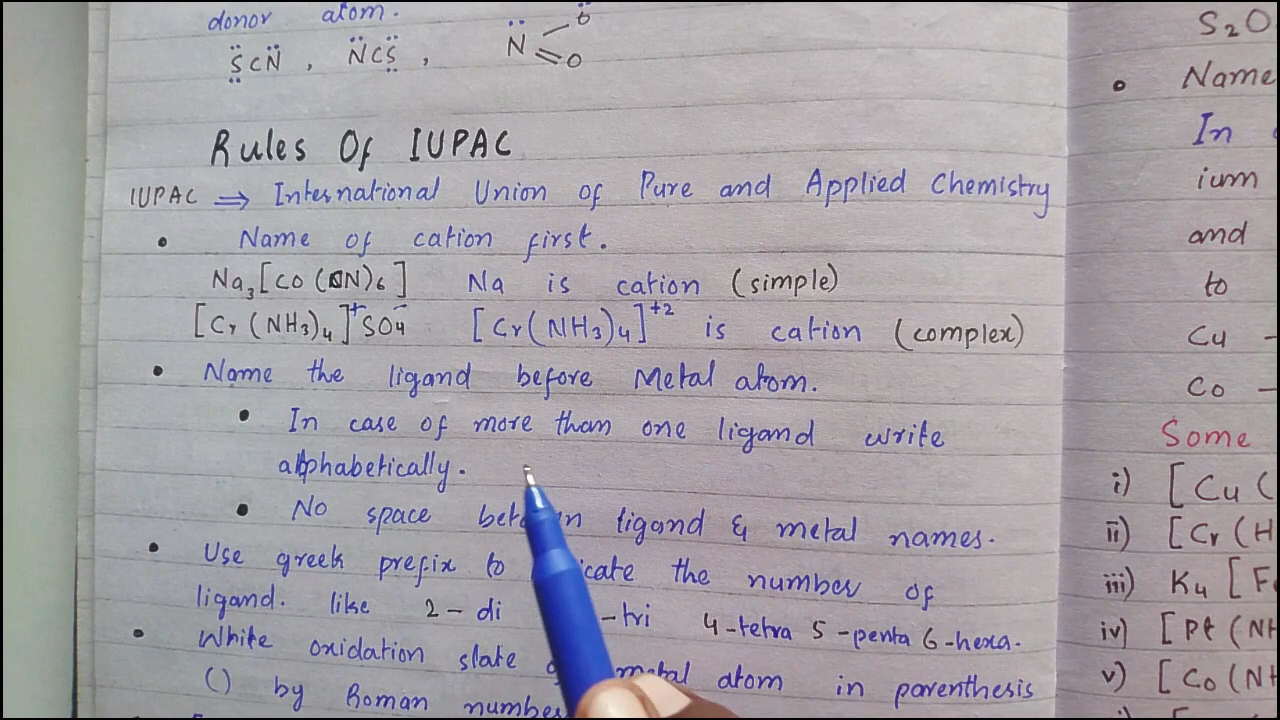 donor atom.
S̈cN̈ , N̈cS̈ , N̈ Ö
O
Rules Of IUPAC
IUPAC ⇒ International Union of Pure and Applied Chemistry
• Name of cation first.
Na₃[Co(CN)₆] Na is cation (simple)
[Cr(NH₃)₄]⁺SO₄⁻ [Cr(NH₃)₄]⁺² is cation (complex)
• Name the ligand before Metal atom.
• In case of more than one ligand write
alphabetically.
• No space ligand & metal names.
• Use greek prefix to the number of
ligand. like 2-di -tri 4-tetra 5-penta 6-hexa.
• Write oxidation state metal atom in parenthesis
() by Roman
S₂O
• Name
In
ium
and
to
Cu –
Co –
Some
i) [Cu (
ii) [Cr (H
iii) K₄ [F
iv) [Pt (NH
v) [Co (NH